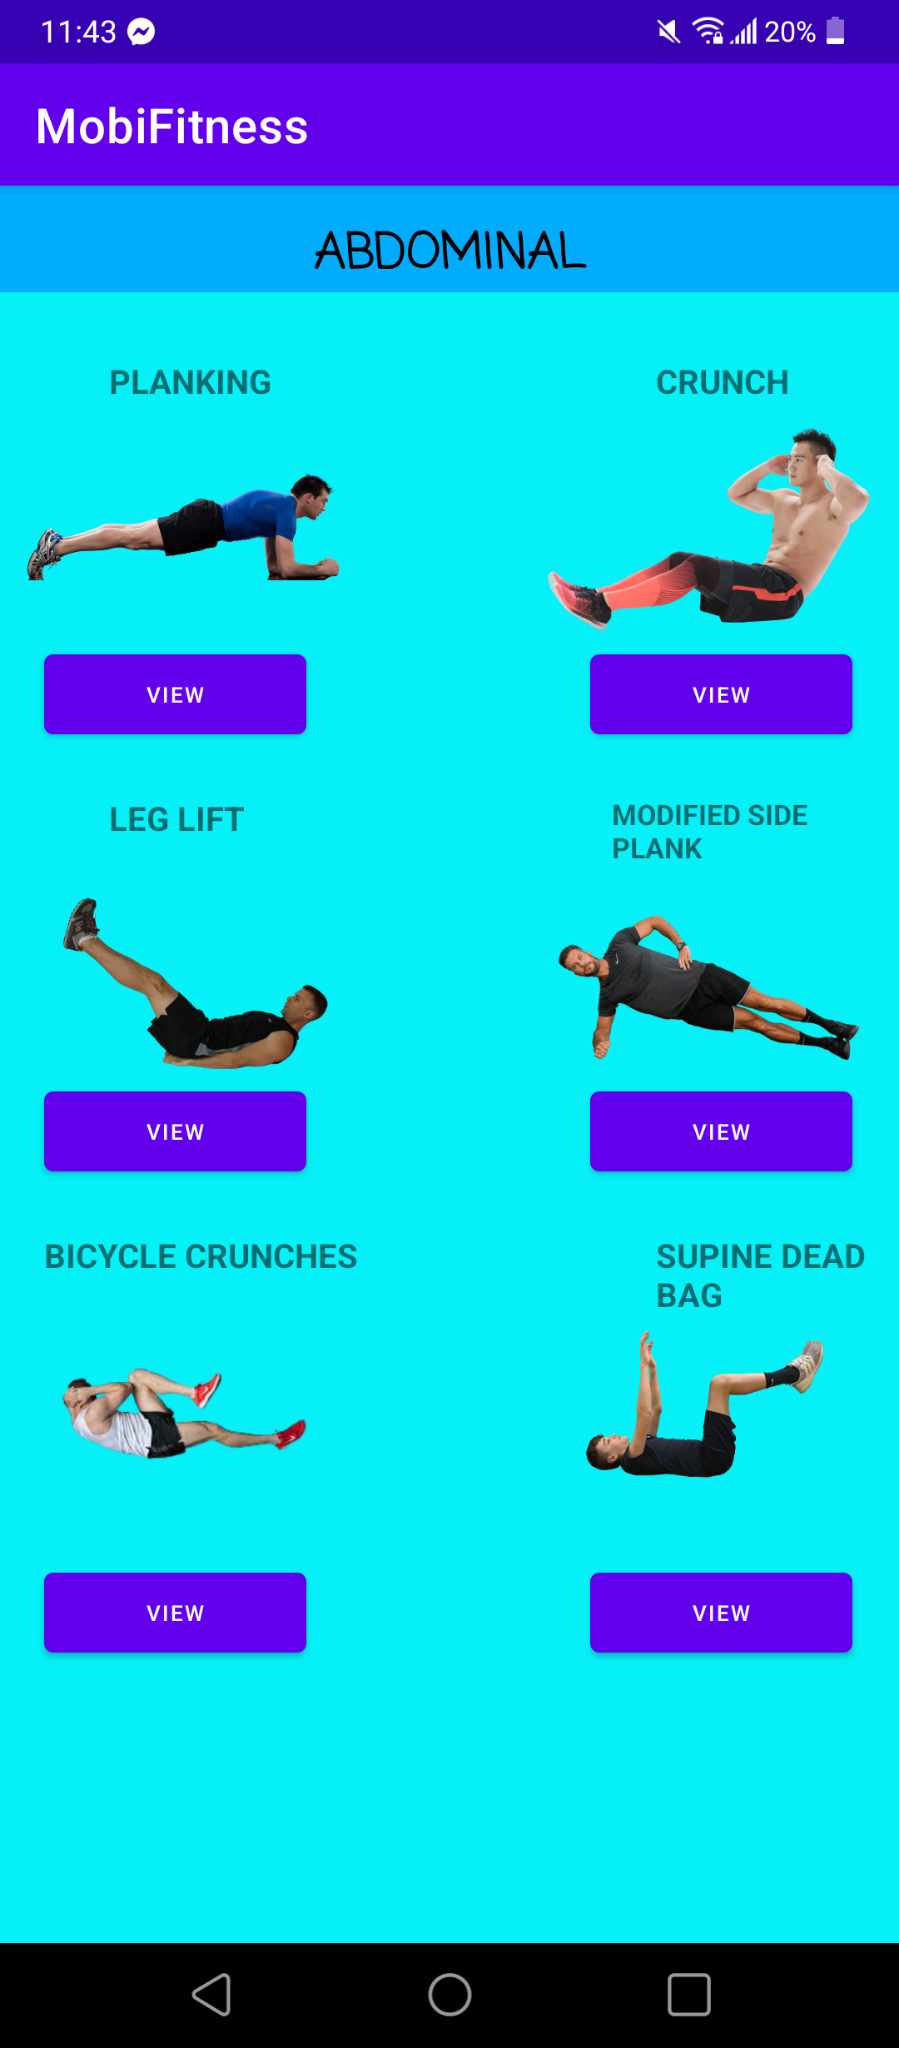 11:43
20%
MobiFitness
ABDOMINAL
PLANKING
CRUNCH
VIEW
VIEW
LEG LIFT
MODIFIED SIDE
PLANK
VIEW
VIEW
BICYCLE CRUNCHES
SUPINE DEAD
BAG
VIEW
VIEW